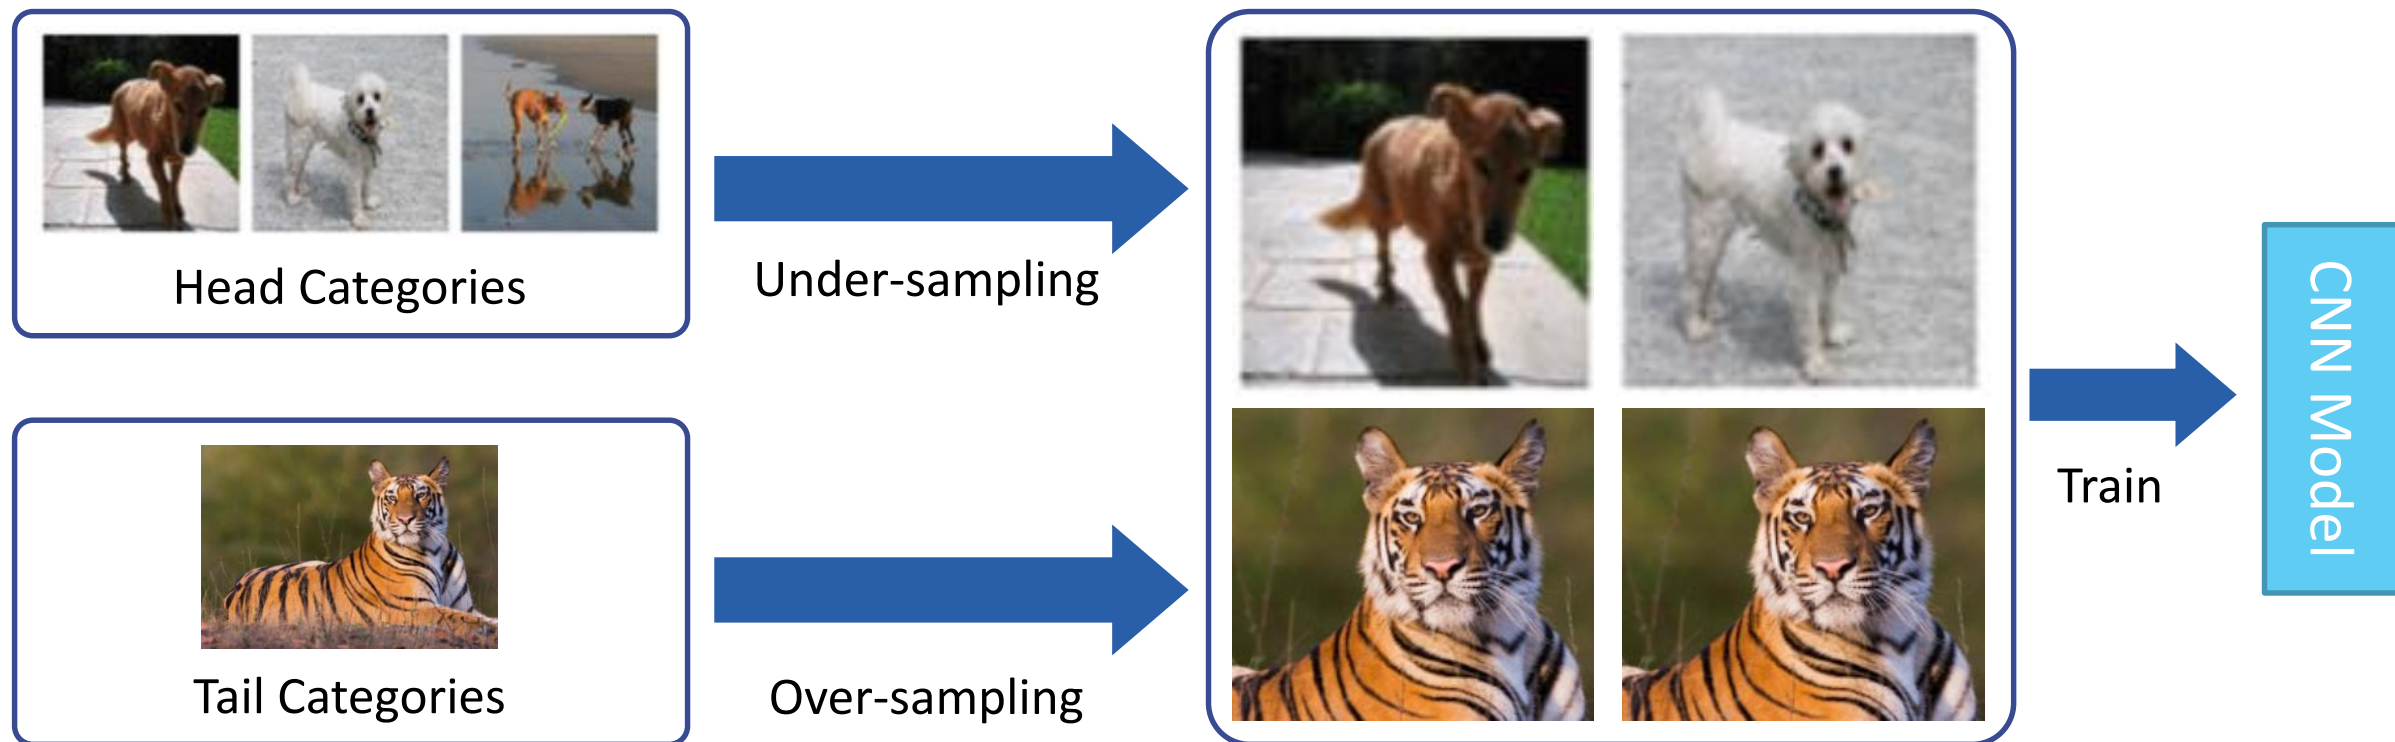 Head Categories
Under-sampling
Tail Categories
Over-sampling
Train
CNN Model